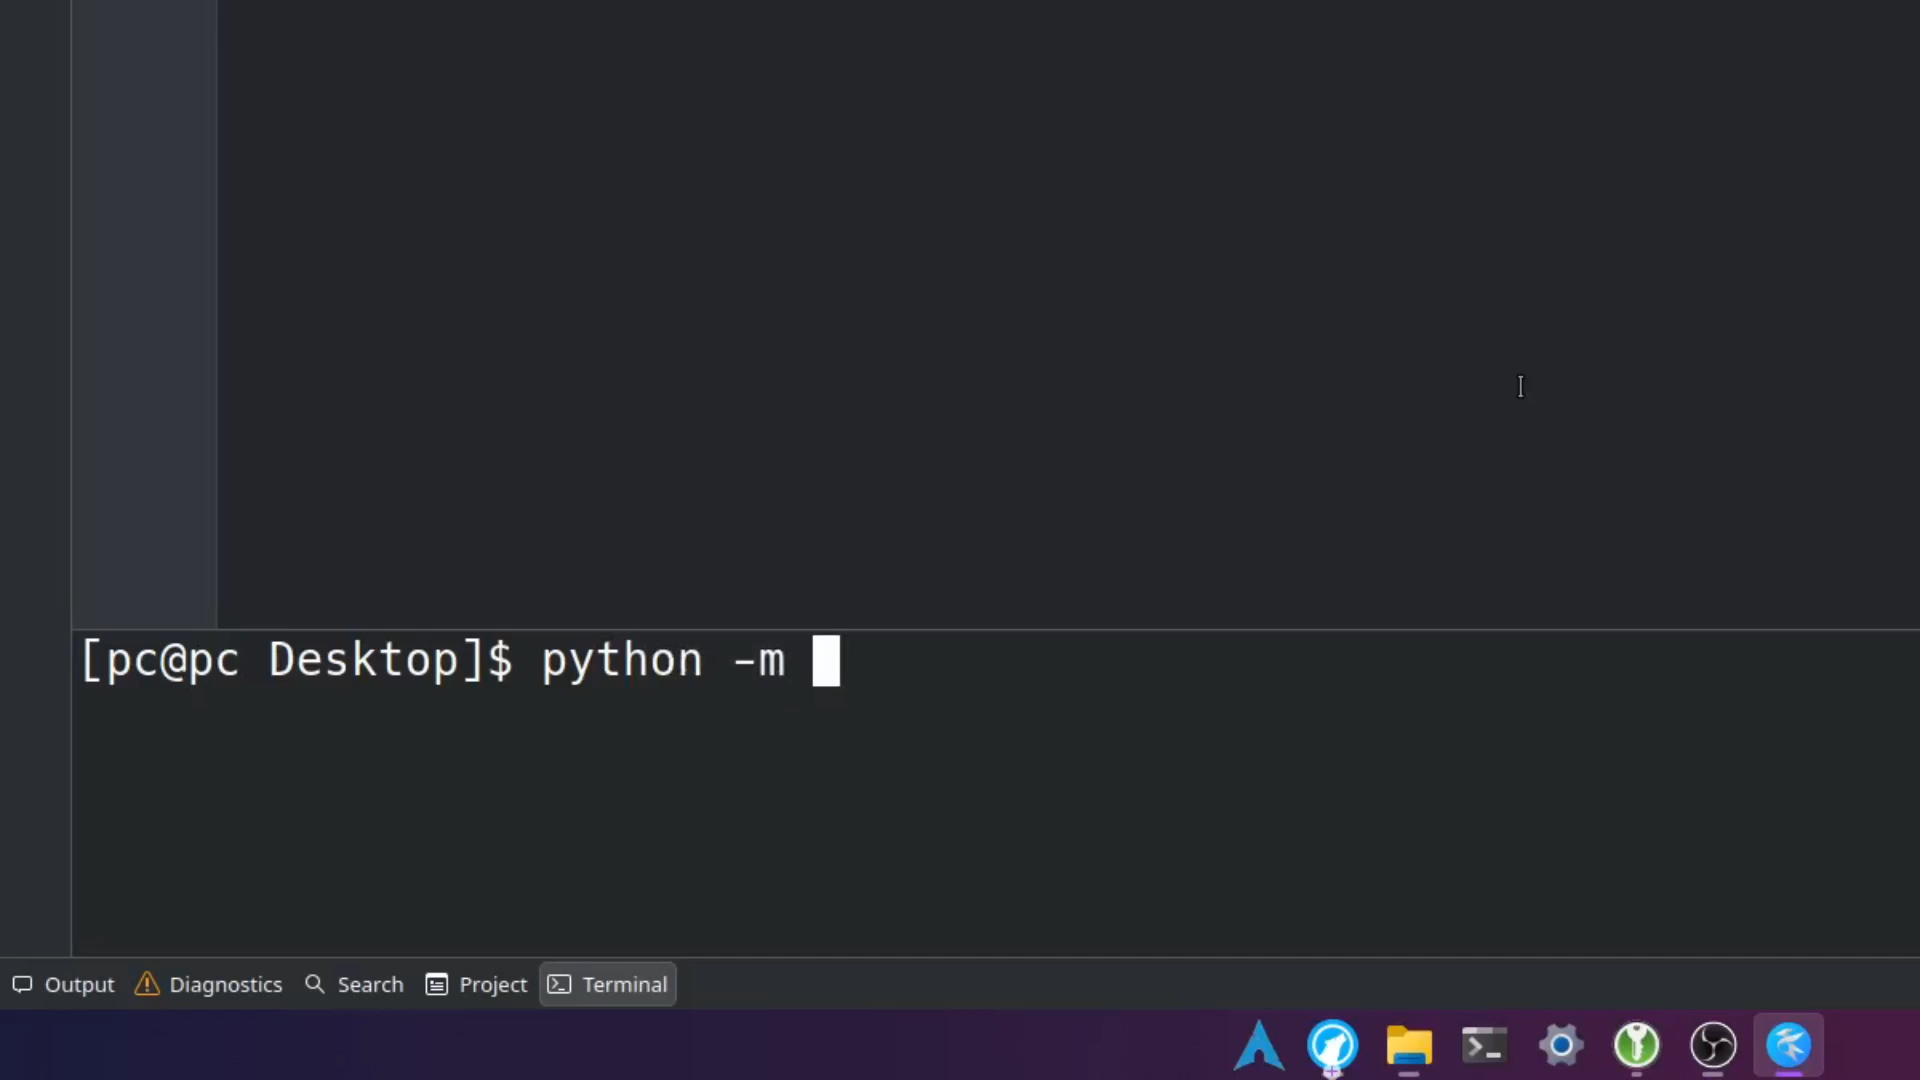 [pc@pc Desktop]$ python -m
Output Diagnostics Search Project Terminal